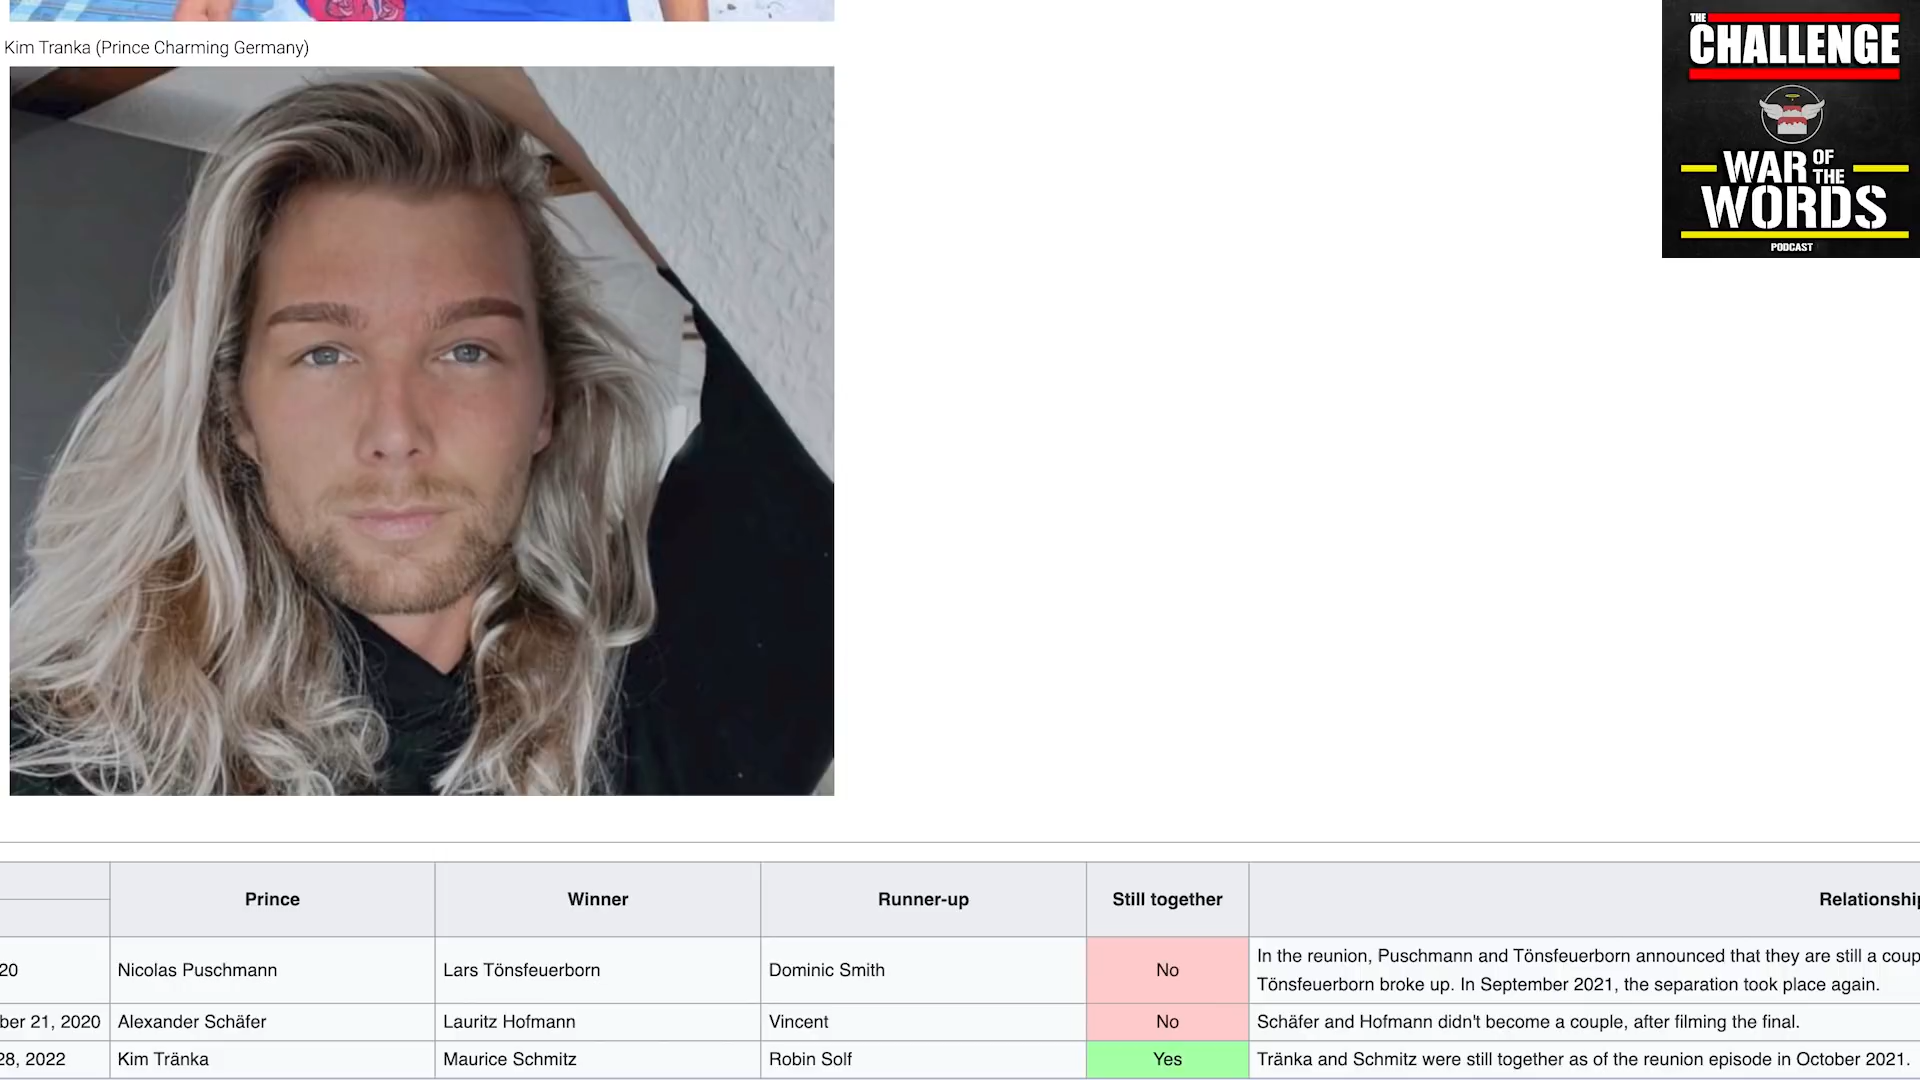 Kim Tranka (Prince Charming Germany)
THE
CHALLENGE
WAR OF THE
WORDS
PODCAST
Prince Winner Runner-up Still together Relationship
20 Nicolas Puschmann Lars Tönsfeuerborn Dominic Smith No In the reunion, Puschmann and Tönsfeuerborn announced that they are still a coup
Tönsfeuerborn broke up. In September 2021, the separation took place again.
ber 21, 2020 Alexander Schäfer Lauritz Hofmann Vincent No Schäfer and Hofmann didn't become a couple, after filming the final.
28, 2022 Kim Tränka Maurice Schmitz Robin Solf Yes Tränka and Schmitz were still together as of the reunion episode in October 2021.